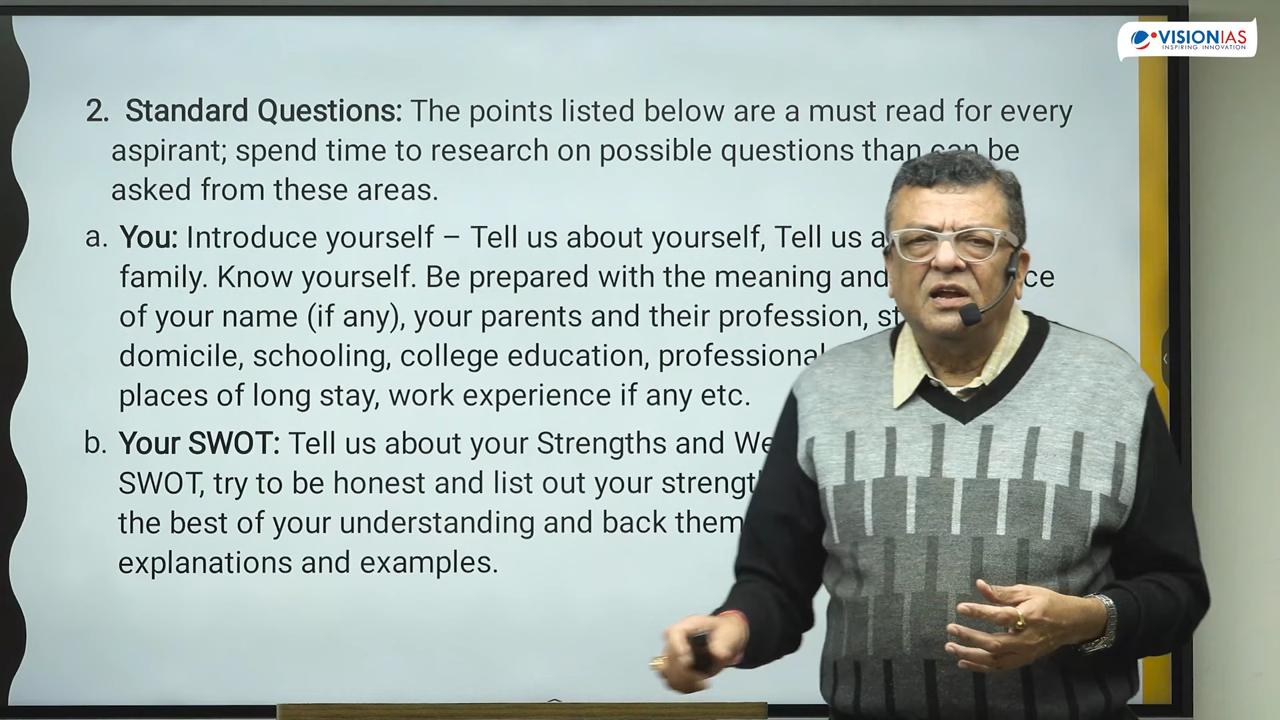 VISIONIAS
INSPIRING INNOVATION
2. Standard Questions: The points listed below are a must read for every
aspirant; spend time to research on possible questions than can be
asked from these areas.
a. You: Introduce yourself – Tell us about yourself, Tell us
family. Know yourself. Be prepared with the meaning and
of your name (if any), your parents and their profession,
domicile, schooling, college education, professional
places of long stay, work experience if any etc.
b. Your SWOT: Tell us about your Strengths and
SWOT, try to be honest and list out your
the best of your understanding and back them
explanations and examples.